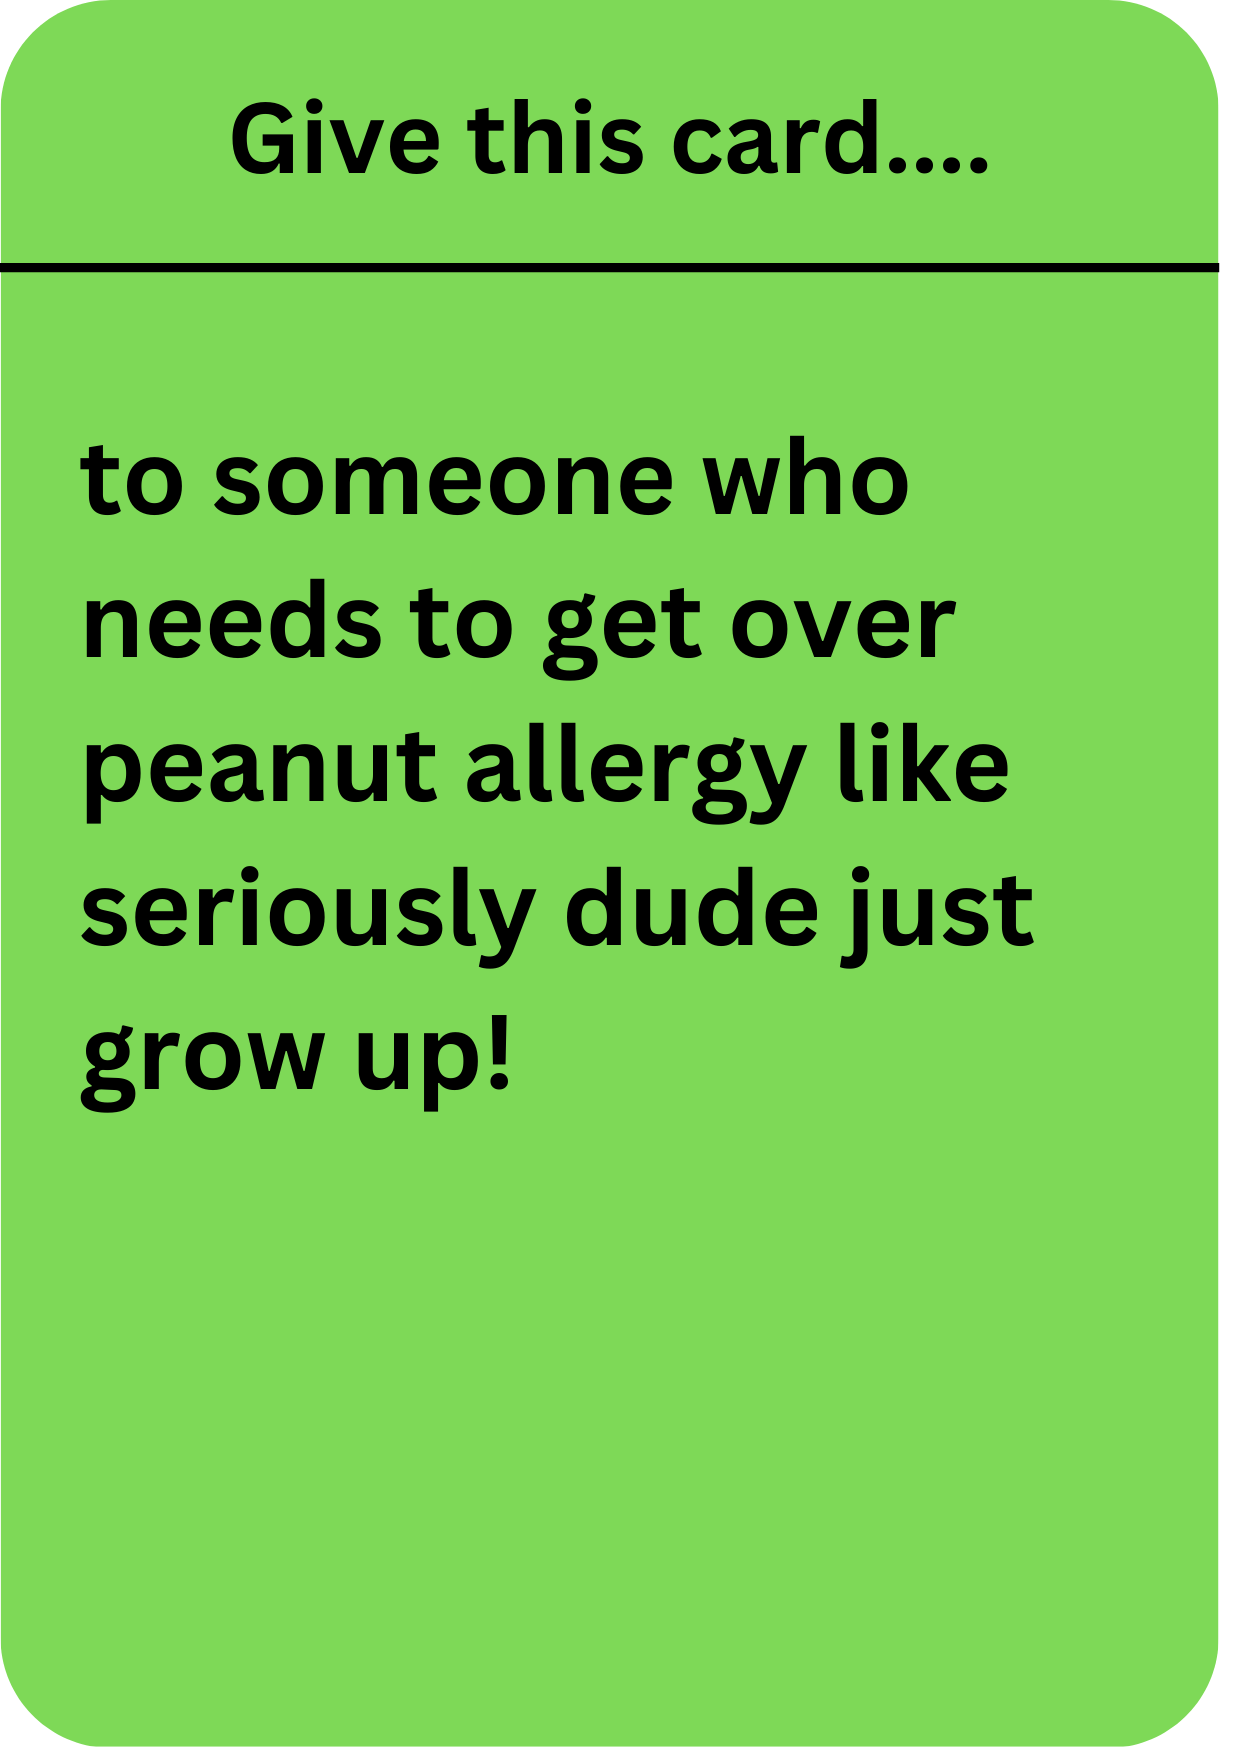 Give this card....
to someone who
needs to get over
peanut allergy like
seriously dude just
grow up!